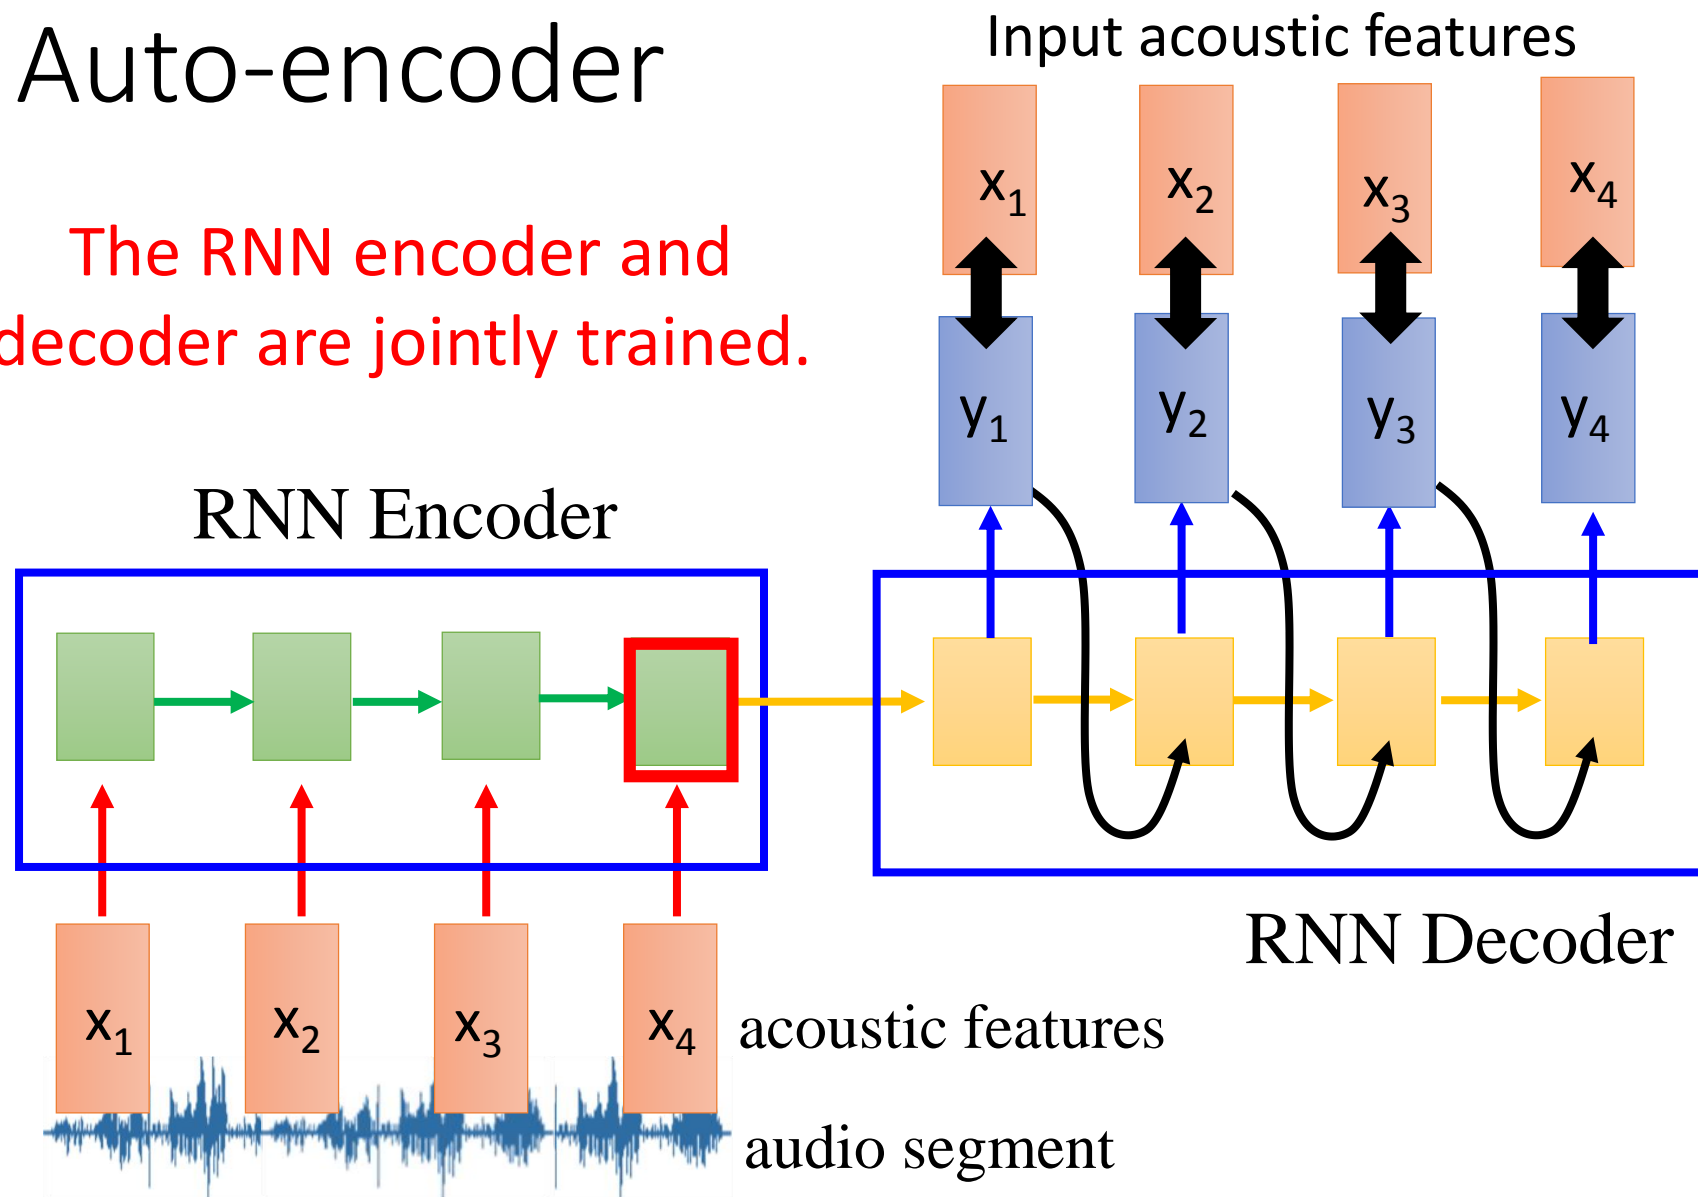 Auto-encoder
Input acoustic features
x1 x2 x3 x4
The RNN encoder and
decoder are jointly trained.
y1 y2 y3 y4
RNN Encoder
RNN Decoder
x1 x2 x3 x4
acoustic features
audio segment